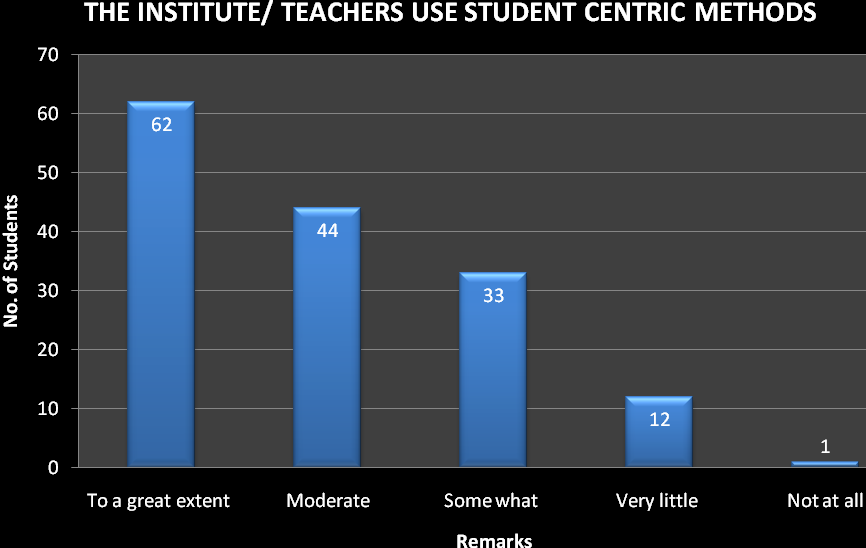 THE INSTITUTE/ TEACHERS USE STUDENT CENTRIC METHODS
70
60
50
40
30
20
10
0
No. of Students
62
44
33
12
1
To a great extent
Moderate
Some what
Very little
Not at all
Remarks